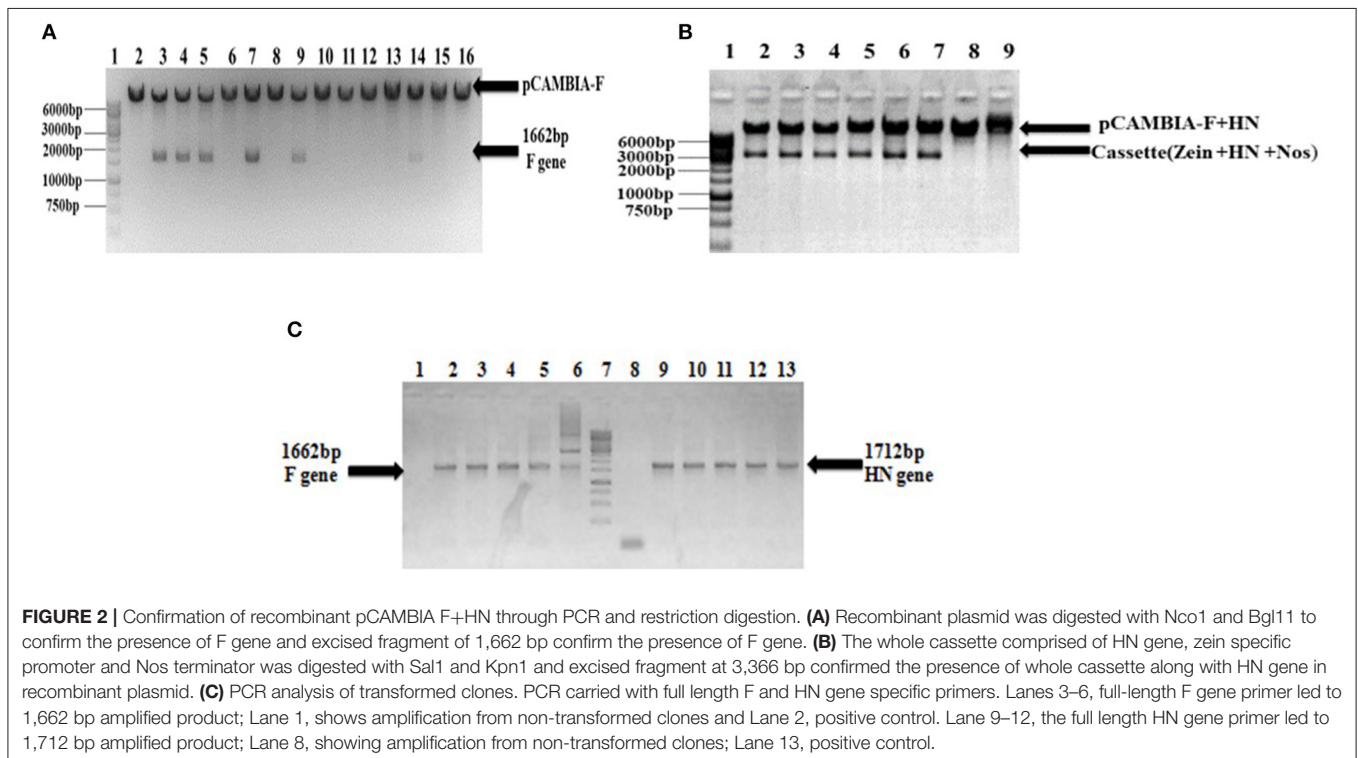 A
1 2 3 4 5 6 7 8 9 10 11 12 13 14 15 16
pCAMBIA-F
6000bp
3000bp
2000bp
1000bp
750bp
1662bp
F gene
B
1 2 3 4 5 6 7 8 9
pCAMBIA-F+HN
Cassette(Zein +HN +Nos)
6000bp
3000bp
2000bp
1000bp
750bp
C
1 2 3 4 5 6 7 8 9 10 11 12 13
1662bp
F gene
1712bp
HN gene
FIGURE 2 | Confirmation of recombinant pCAMBIA F+HN through PCR and restriction digestion. (A) Recombinant plasmid was digested with Nco1 and Bgl11 to
confirm the presence of F gene and excised fragment of 1,662 bp confirm the presence of F gene. (B) The whole cassette comprised of HN gene, zein specific
promoter and Nos terminator was digested with Sal1 and Kpn1 and excised fragment at 3,366 bp confirmed the presence of whole cassette along with HN gene in
recombinant plasmid. (C) PCR analysis of transformed clones. PCR carried with full length F and HN gene specific primers. Lanes 3–6, full-length F gene primer led to
1,662 bp amplified product; Lane 1, shows amplification from non-transformed clones and Lane 2, positive control. Lane 9–12, the full length HN gene primer led to
1,712 bp amplified product; Lane 8, showing amplification from non-transformed clones; Lane 13, positive control.